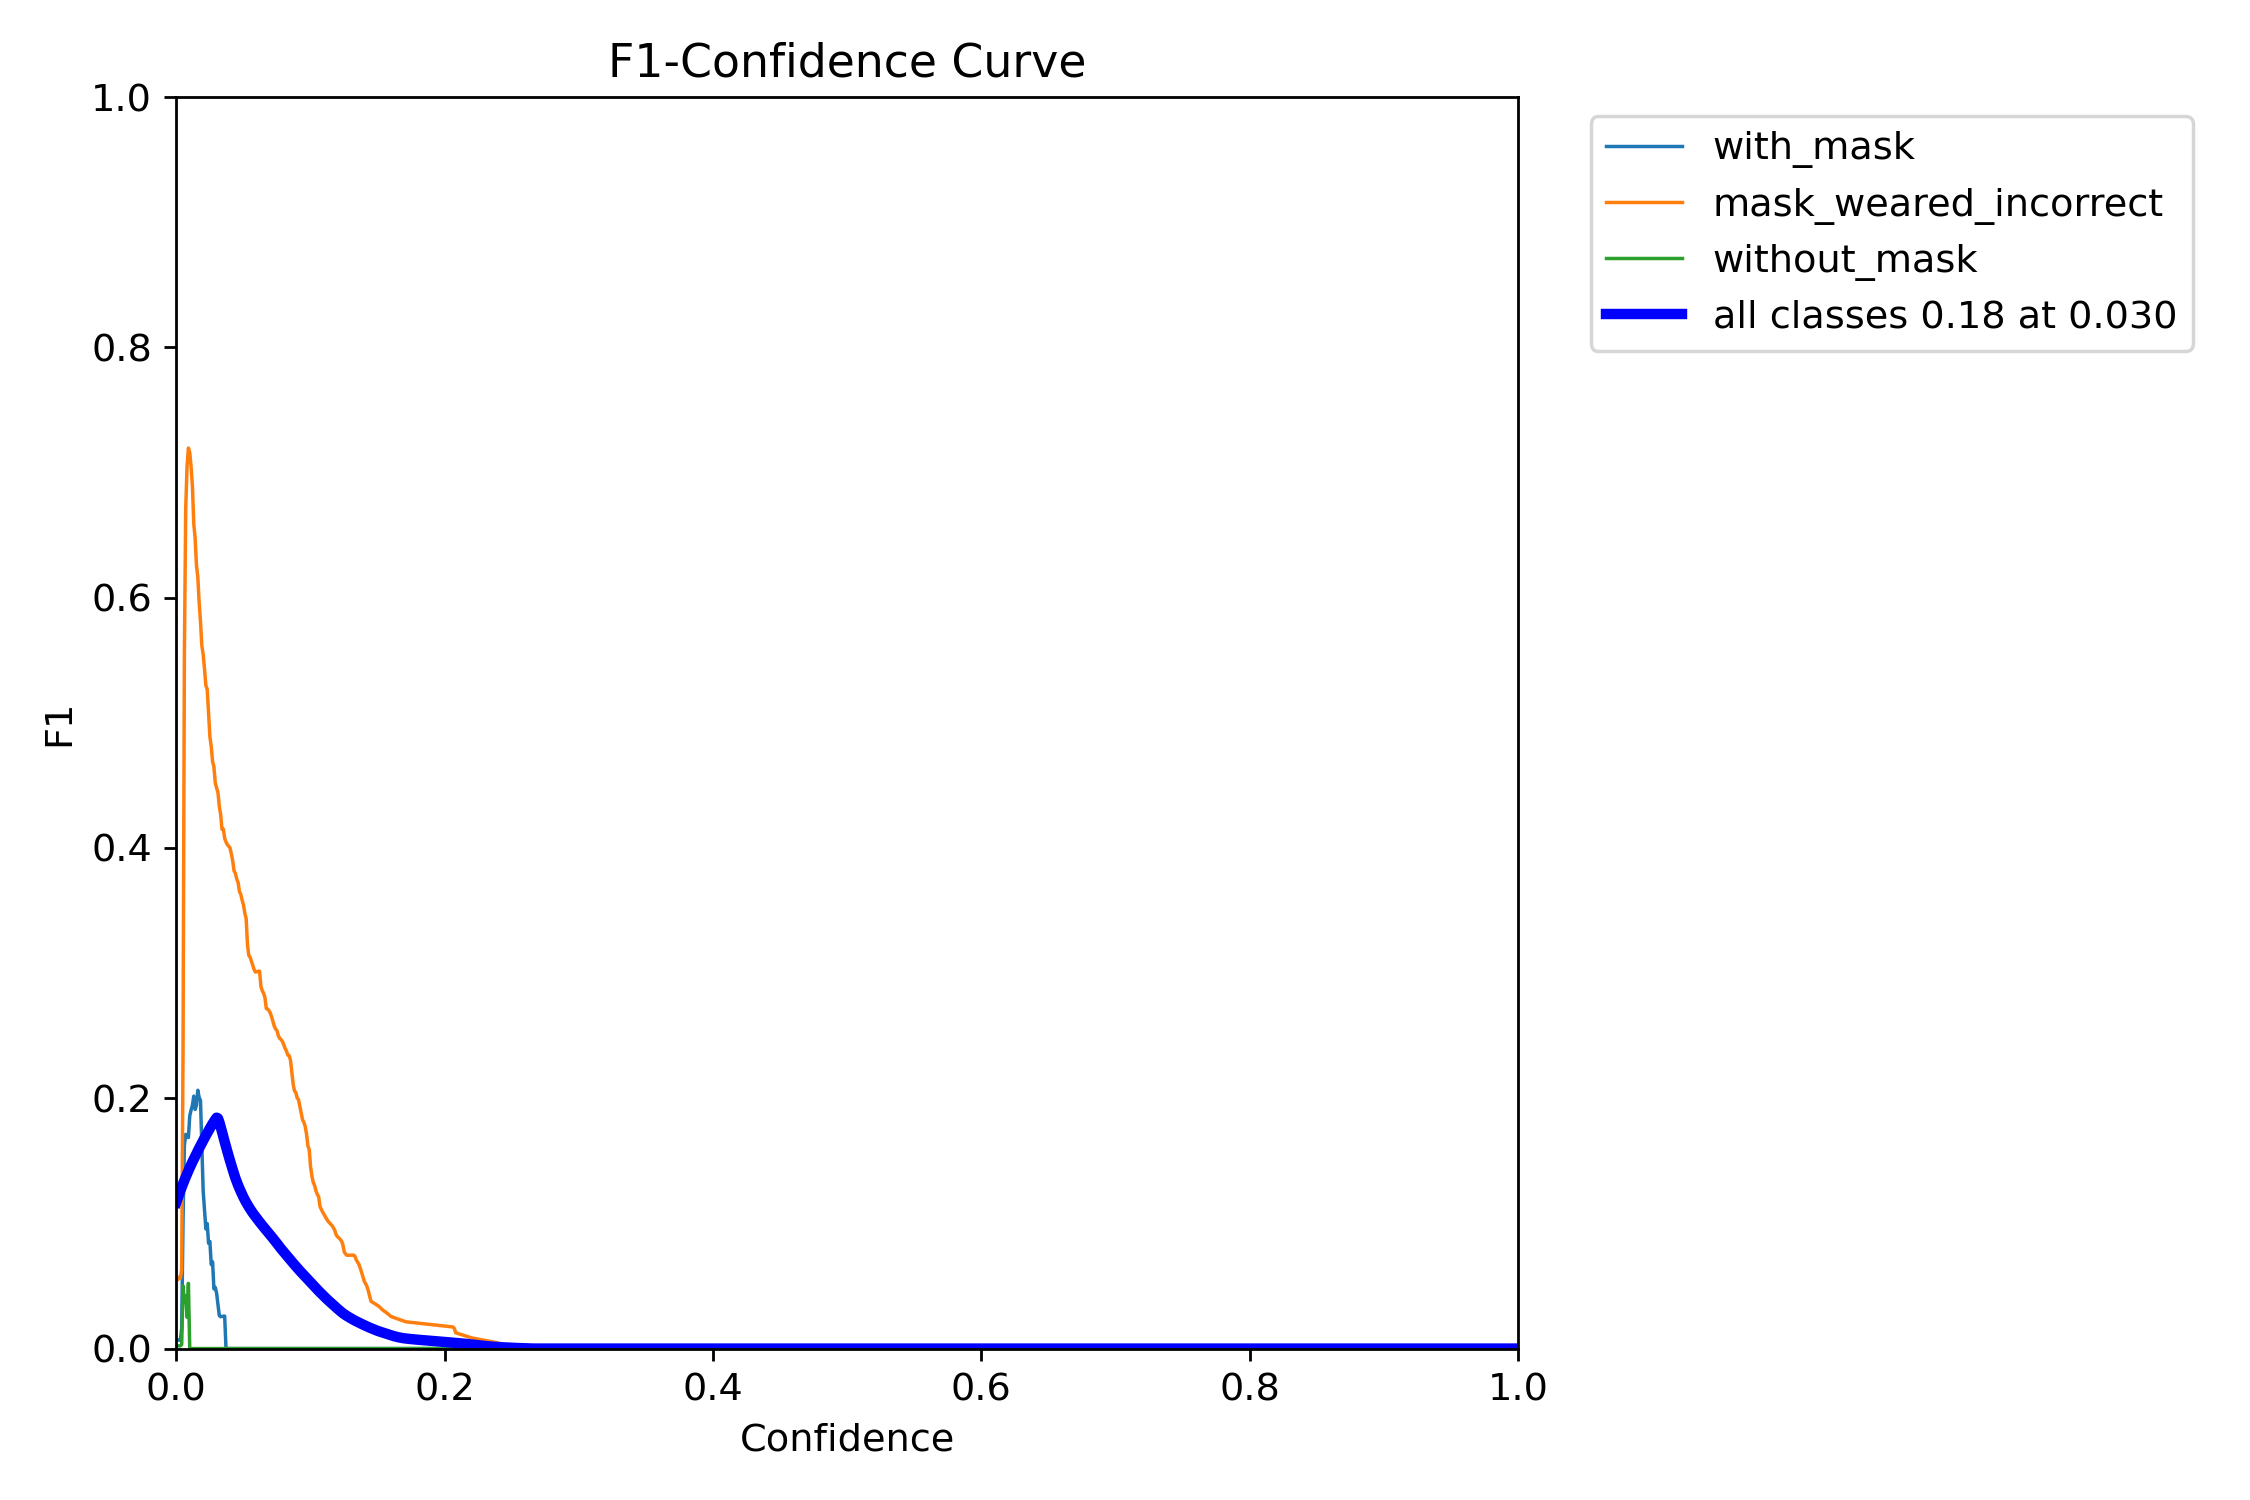 F1-Confidence Curve
1.0
0.8
0.6
0.4
0.2
0.0
F1
0.0 0.2 0.4 0.6 0.8 1.0
Confidence
with_mask
mask_weared_incorrect
without_mask
all classes 0.18 at 0.030